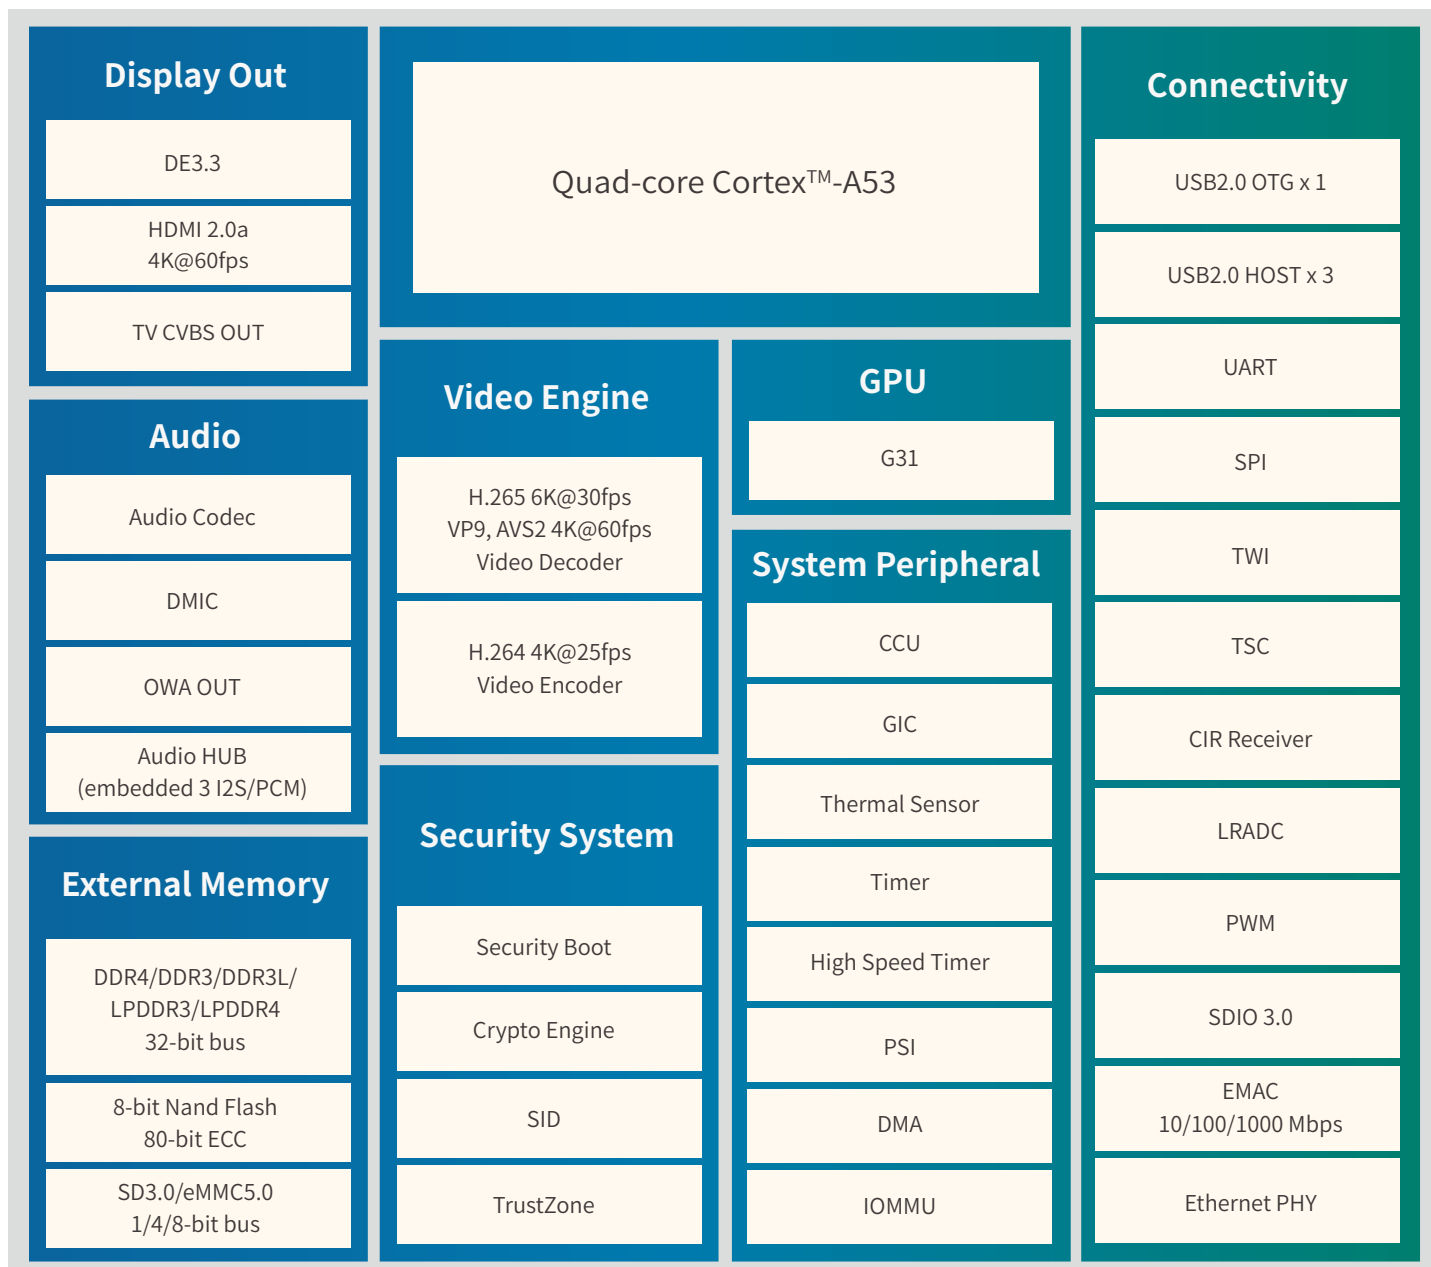 Display Out
DE3.3
HDMI 2.0a
4K@60fps
TV CVBS OUT
Audio
Audio Codec
DMIC
OWA OUT
Audio HUB
(embedded 3 I2S/PCM)
External Memory
DDR4/DDR3/DDR3L/
LPDDR3/LPDDR4
32-bit bus
8-bit Nand Flash
80-bit ECC
SD3.0/eMMC5.0
1/4/8-bit bus
Quad-core Cortex™-A53
Video Engine
H.265 6K@30fps
VP9, AVS2 4K@60fps
Video Decoder
H.264 4K@25fps
Video Encoder
Security System
Security Boot
Crypto Engine
SID
TrustZone
GPU
G31
System Peripheral
CCU
GIC
Thermal Sensor
Timer
High Speed Timer
PSI
DMA
IOMMU
Connectivity
USB2.0 OTG x 1
USB2.0 HOST x 3
UART
SPI
TWI
TSC
CIR Receiver
LRADC
PWM
SDIO 3.0
EMAC
10/100/1000 Mbps
Ethernet PHY